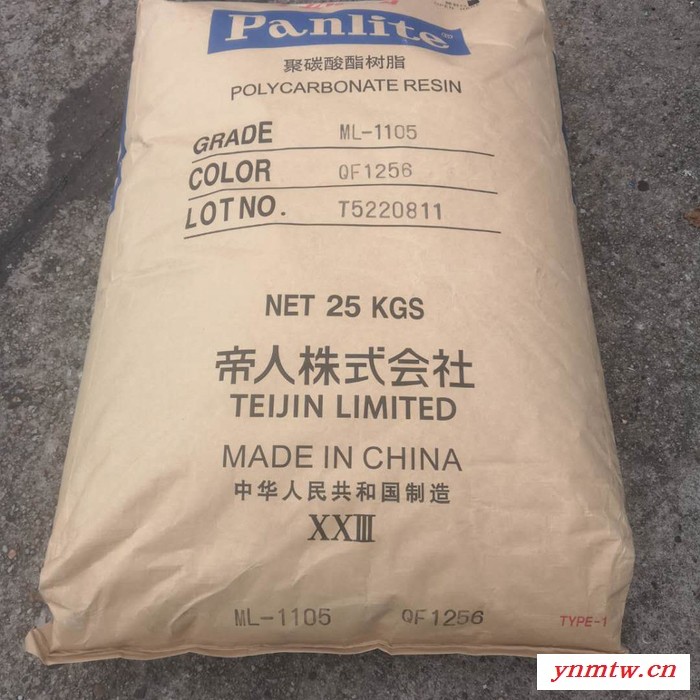 Panlite®
聚碳酸酯树脂
POLYCARBONATE RESIN
GRADE ML-1105
COLOR QF1256
LOT NO. T5220811
NET 25 KGS
帝人株式会社
TEIJIN LIMITED
MADE IN CHINA
中华人民共和国制造
XXIII
ML-1105 QF1256 TYPE-1
ynmtw.cn